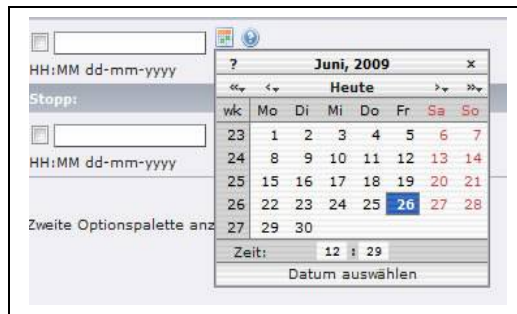 HH:MM dd-mm-yyyy
Stopp:
HH:MM dd-mm-yyyy
Zweite Optionspalette anz
? Juni, 2009 x
« ‹ Heute › »
wk Mo Di Mi Do Fr Sa So
23 1 2 3 4 5 6 7
24 8 9 10 11 12 13 14
25 15 16 17 18 19 20 21
26 22 23 24 25 26 27 28
27 29 30
Zeit: 12 : 29
Datum auswählen